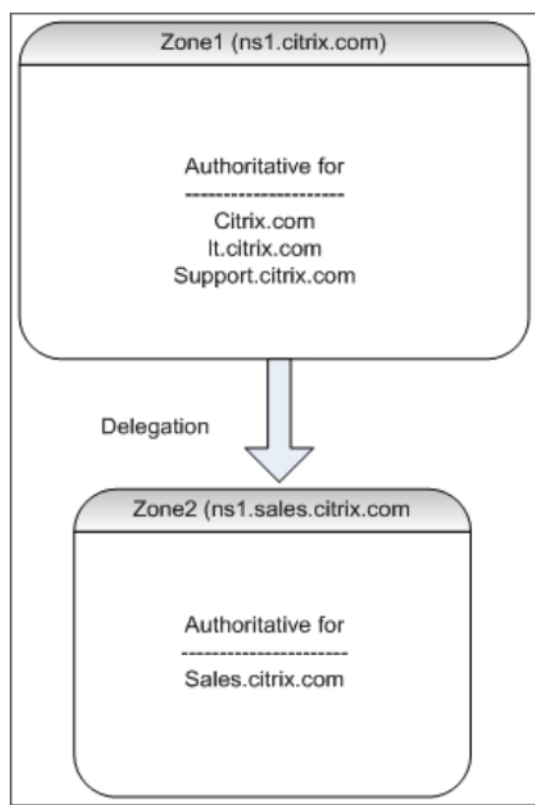 Zone1 (ns1.citrix.com)
Authoritative for
---------------------
Citrix.com
It.citrix.com
Support.citrix.com
Delegation
Zone2 (ns1.sales.citrix.com
Authoritative for
----------------------
Sales.citrix.com